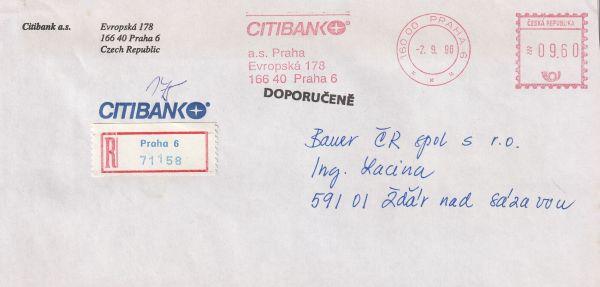 Citibank a.s.
Evropská 178
166 40 Praha 6
Czech Republic
CITIBANK
a.s. Praha
Evropská 178
166 40 Praha 6
160 00 PRAHA 6
-2.9.98
ČESKÁ REPUBLIKA
09.60
DOPORUČENĚ
CITIBANK
R
Praha 6
71158
Bauer ČR spol s r.o.
Ing. Lacina
591 01 Žďár nad Sázavou